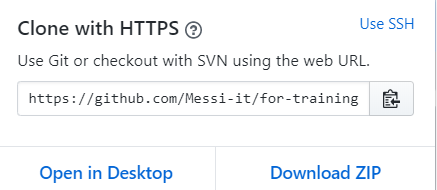 Clone with HTTPS ?
Use SSH
Use Git or checkout with SVN using the web URL.
https://github.com/Messi-it/for-training
Open in Desktop
Download ZIP